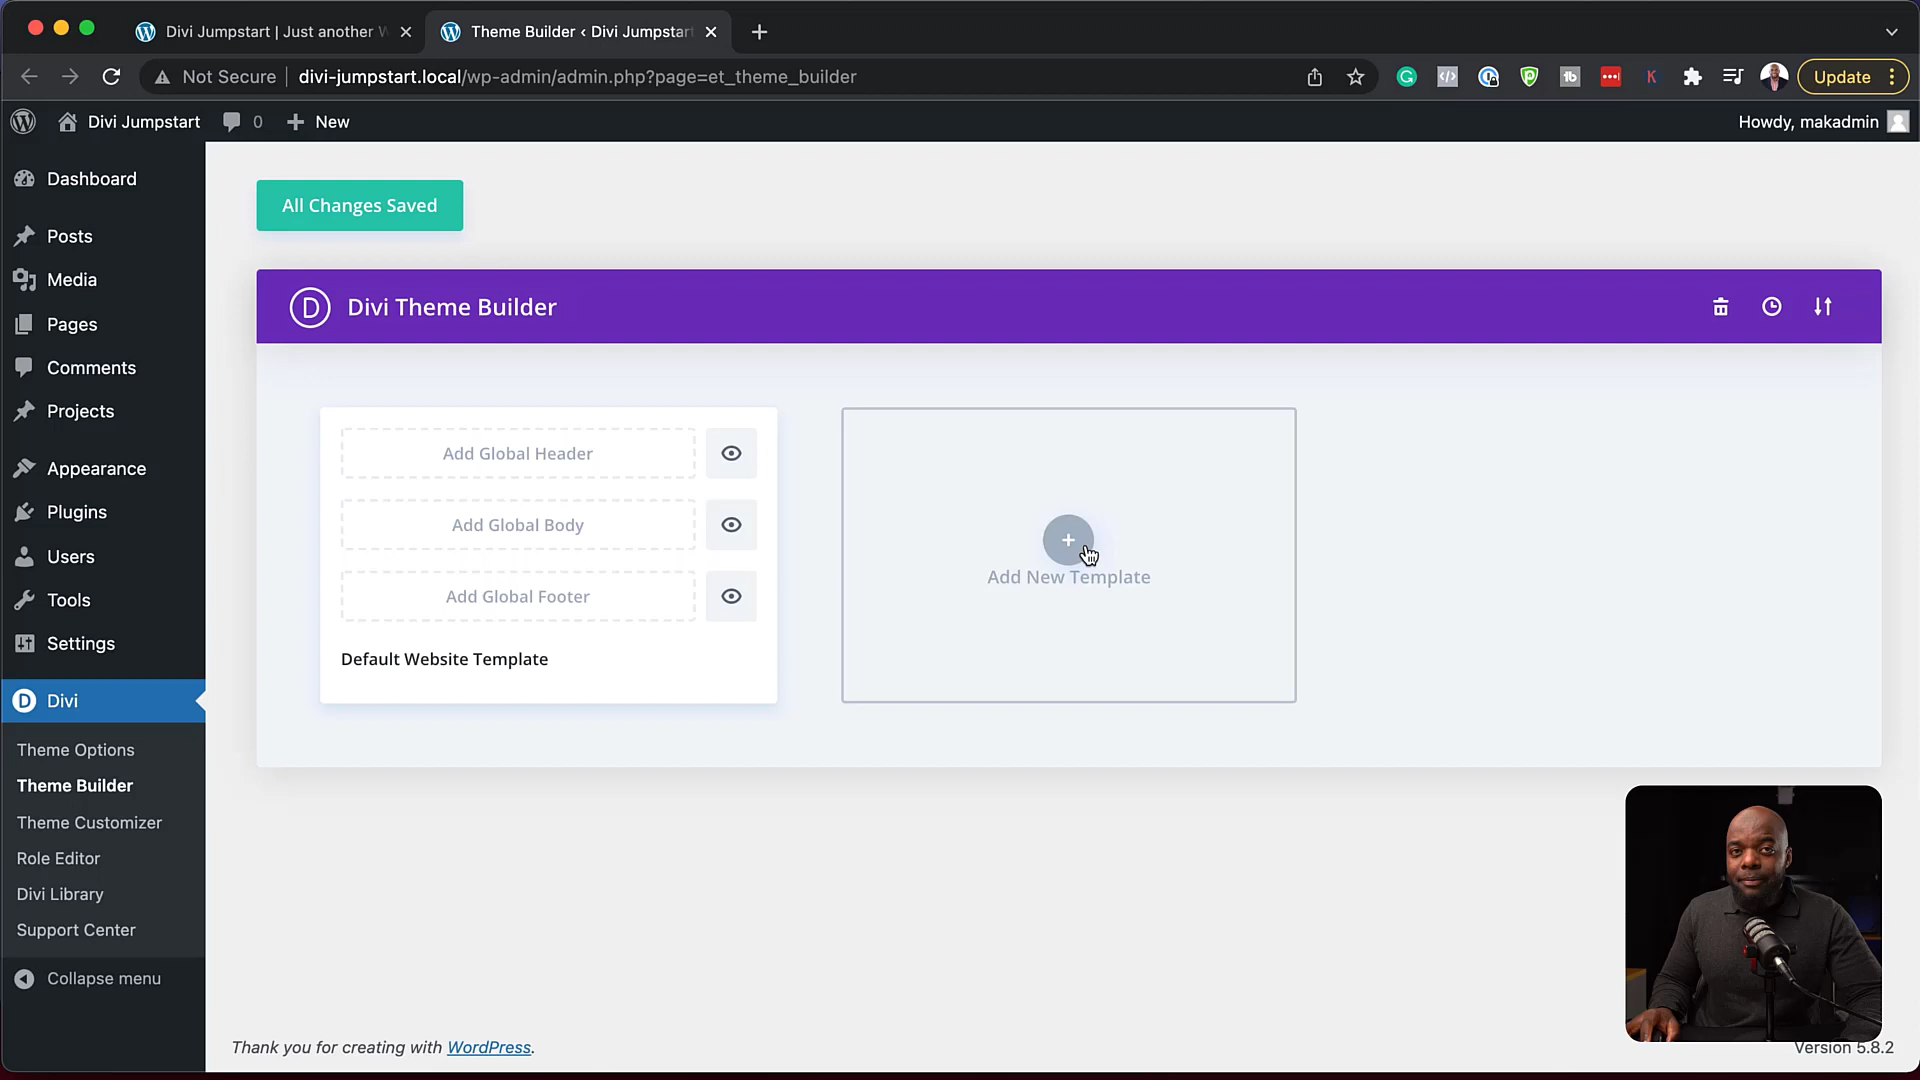 Divi Jumpstart | Just another W
Theme Builder ‹ Divi Jumpstar
Not Secure
divi-jumpstart.local/wp-admin/admin.php?page=et_theme_builder
Update
Divi Jumpstart
0
New
Howdy, makadmin
Dashboard
Posts
Media
Pages
Comments
Projects
Appearance
Plugins
Users
Tools
Settings
Divi
Theme Options
Theme Builder
Theme Customizer
Role Editor
Divi Library
Support Center
Collapse menu
All Changes Saved
D
Divi Theme Builder
Add Global Header
Add Global Body
Add Global Footer
Default Website Template
+
Add New Template
Thank you for creating with WordPress.
Version 5.8.2